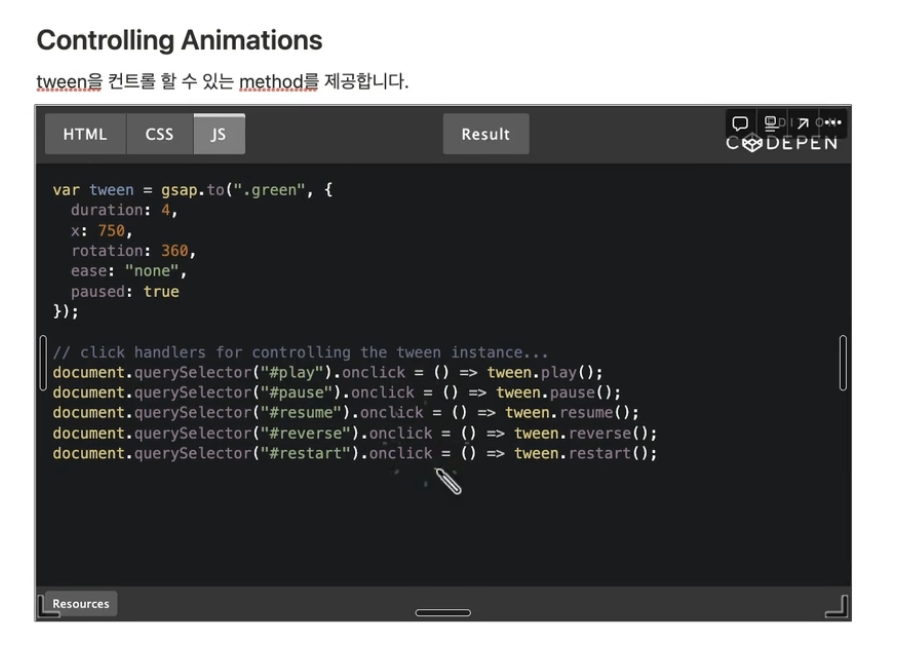 Controlling Animations
tween을 컨트롤 할 수 있는 method를 제공합니다.
HTML CSS JS Result
CODEPEN
var tween = gsap.to(".green", {
  duration: 4,
  x: 750,
  rotation: 360,
  ease: "none",
  paused: true
});
// click handlers for controlling the tween instance...
document.querySelector("#play").onclick = () => tween.play();
document.querySelector("#pause").onclick = () => tween.pause();
document.querySelector("#resume").onclick = () => tween.resume();
document.querySelector("#reverse").onclick = () => tween.reverse();
document.querySelector("#restart").onclick = () => tween.restart();
Resources